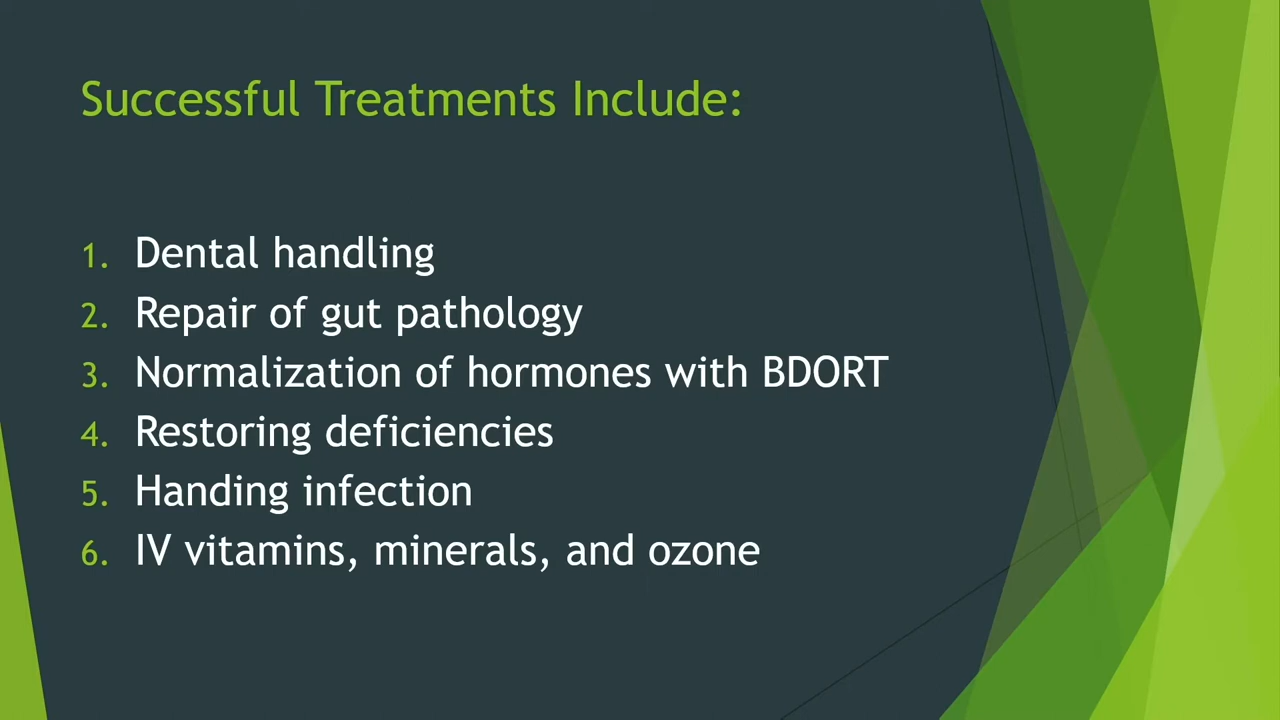 Successful Treatments Include:
1. Dental handling
2. Repair of gut pathology
3. Normalization of hormones with BDORT
4. Restoring deficiencies
5. Handing infection
6. IV vitamins, minerals, and ozone